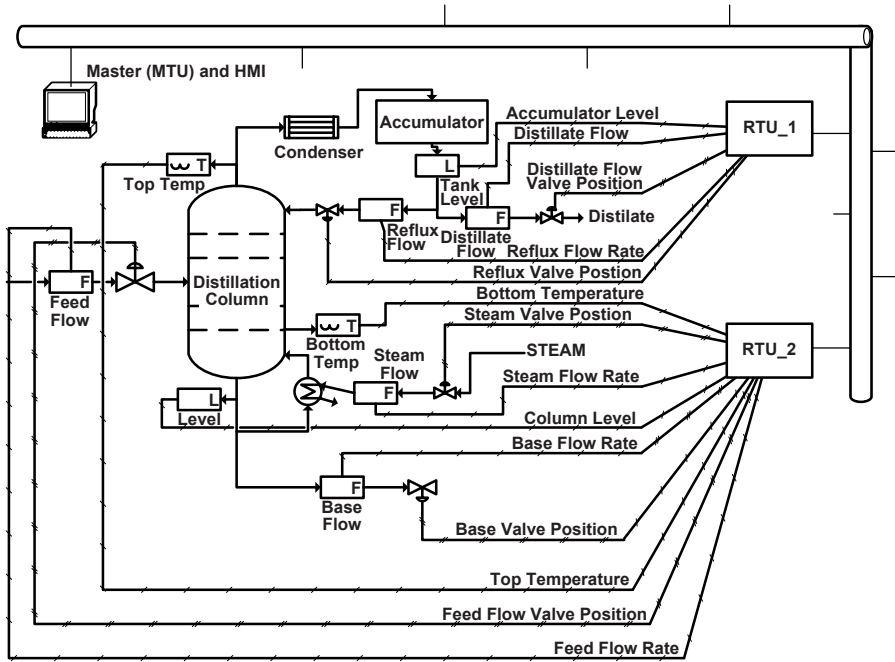 Master (MTU) and HMI
Accumulator
Condenser
Accumulator Level
Distillate Flow
RTU_1
T
Top Temp
L
Tank
Level
Distillate Flow
Valve Position
F
Reflux
Flow
F
Distillate
Flow
Distilate
Reflux Flow Rate
Reflux Valve Postion
F
Feed
Flow
Distillation
Column
Bottom Temperature
Steam Valve Postion
T
Bottom
Temp
Steam
Flow
F
STEAM
RTU_2
Steam Flow Rate
L
Level
Column Level
Base Flow Rate
F
Base
Flow
Base Valve Position
Top Temperature
Feed Flow Valve Position
Feed Flow Rate